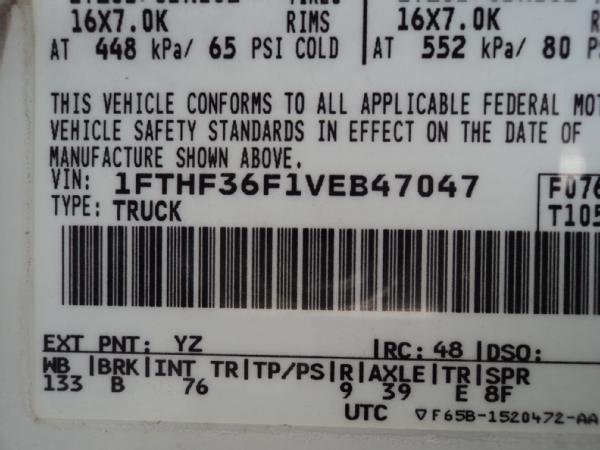 16X7.0K RIMS 16X7.0K R
AT 448 kPa/ 65 PSI COLD AT 552 kPa/ 80 P
THIS VEHICLE CONFORMS TO ALL APPLICABLE FEDERAL MOT
VEHICLE SAFETY STANDARDS IN EFFECT ON THE DATE OF
MANUFACTURE SHOWN ABOVE.
VIN: 1FTHF36F1VEB47047 F076
TYPE: TRUCK T105
EXT PNT: YZ RC: 48 DSO:
WB BRK INT TR TP/PS R AXLE TR SPR
133 B 76 9 39 E 8F
UTC ▽F65B-1520472-AA